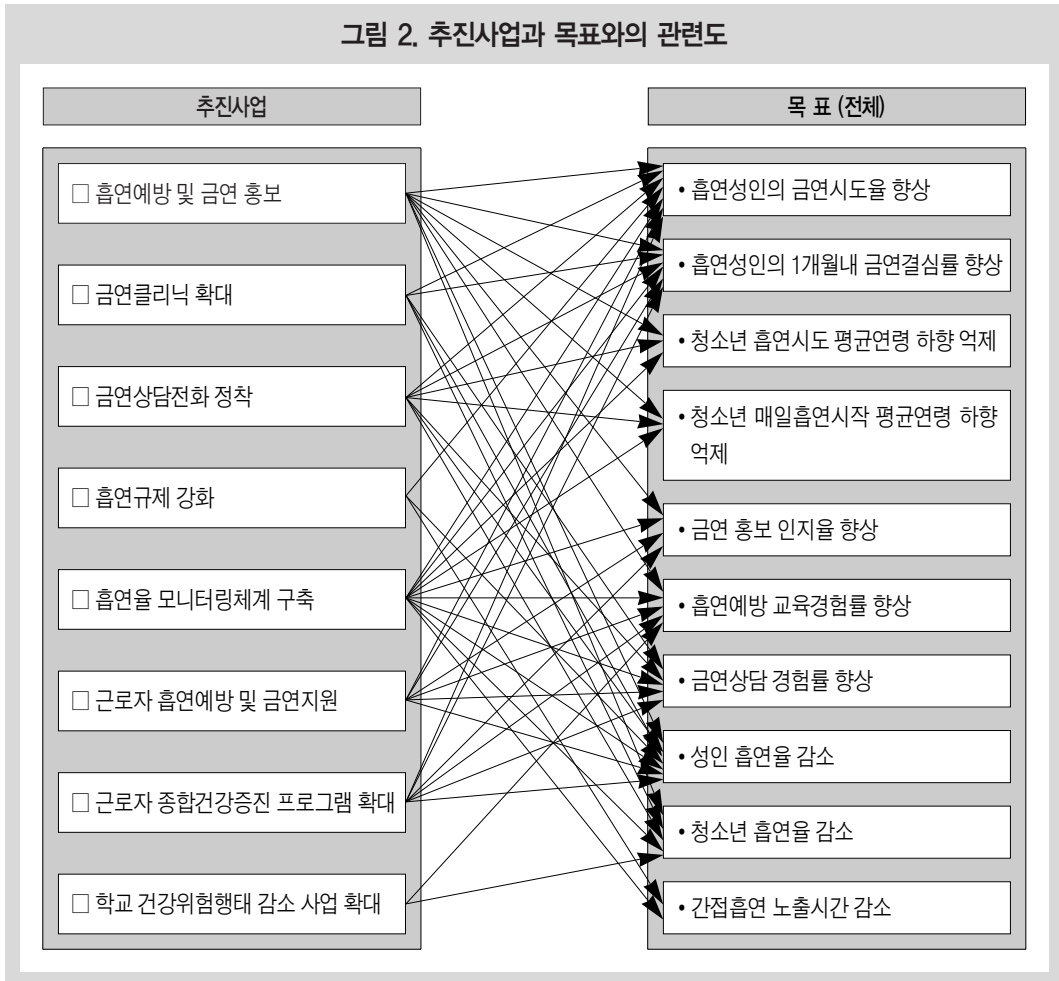 그림 2. 추진사업과 목표와의 관련도
추진사업
□ 흡연예방 및 금연 홍보
□ 금연클리닉 확대
□ 금연상담전화 정착
□ 흡연규제 강화
□ 흡연율 모니터링체계 구축
□ 근로자 흡연예방 및 금연지원
□ 근로자 종합건강증진 프로그램 확대
□ 학교 건강위험행태 감소 사업 확대
목 표 (전체)
• 흡연성인의 금연시도율 향상
• 흡연성인의 1개월내 금연결심률 향상
• 청소년 흡연시도 평균연령 하향 억제
• 청소년 매일흡연시작 평균연령 하향
억제
• 금연 홍보 인지율 향상
• 흡연예방 교육경험률 향상
• 금연상담 경험률 향상
• 성인 흡연율 감소
• 청소년 흡연율 감소
• 간접흡연 노출시간 감소